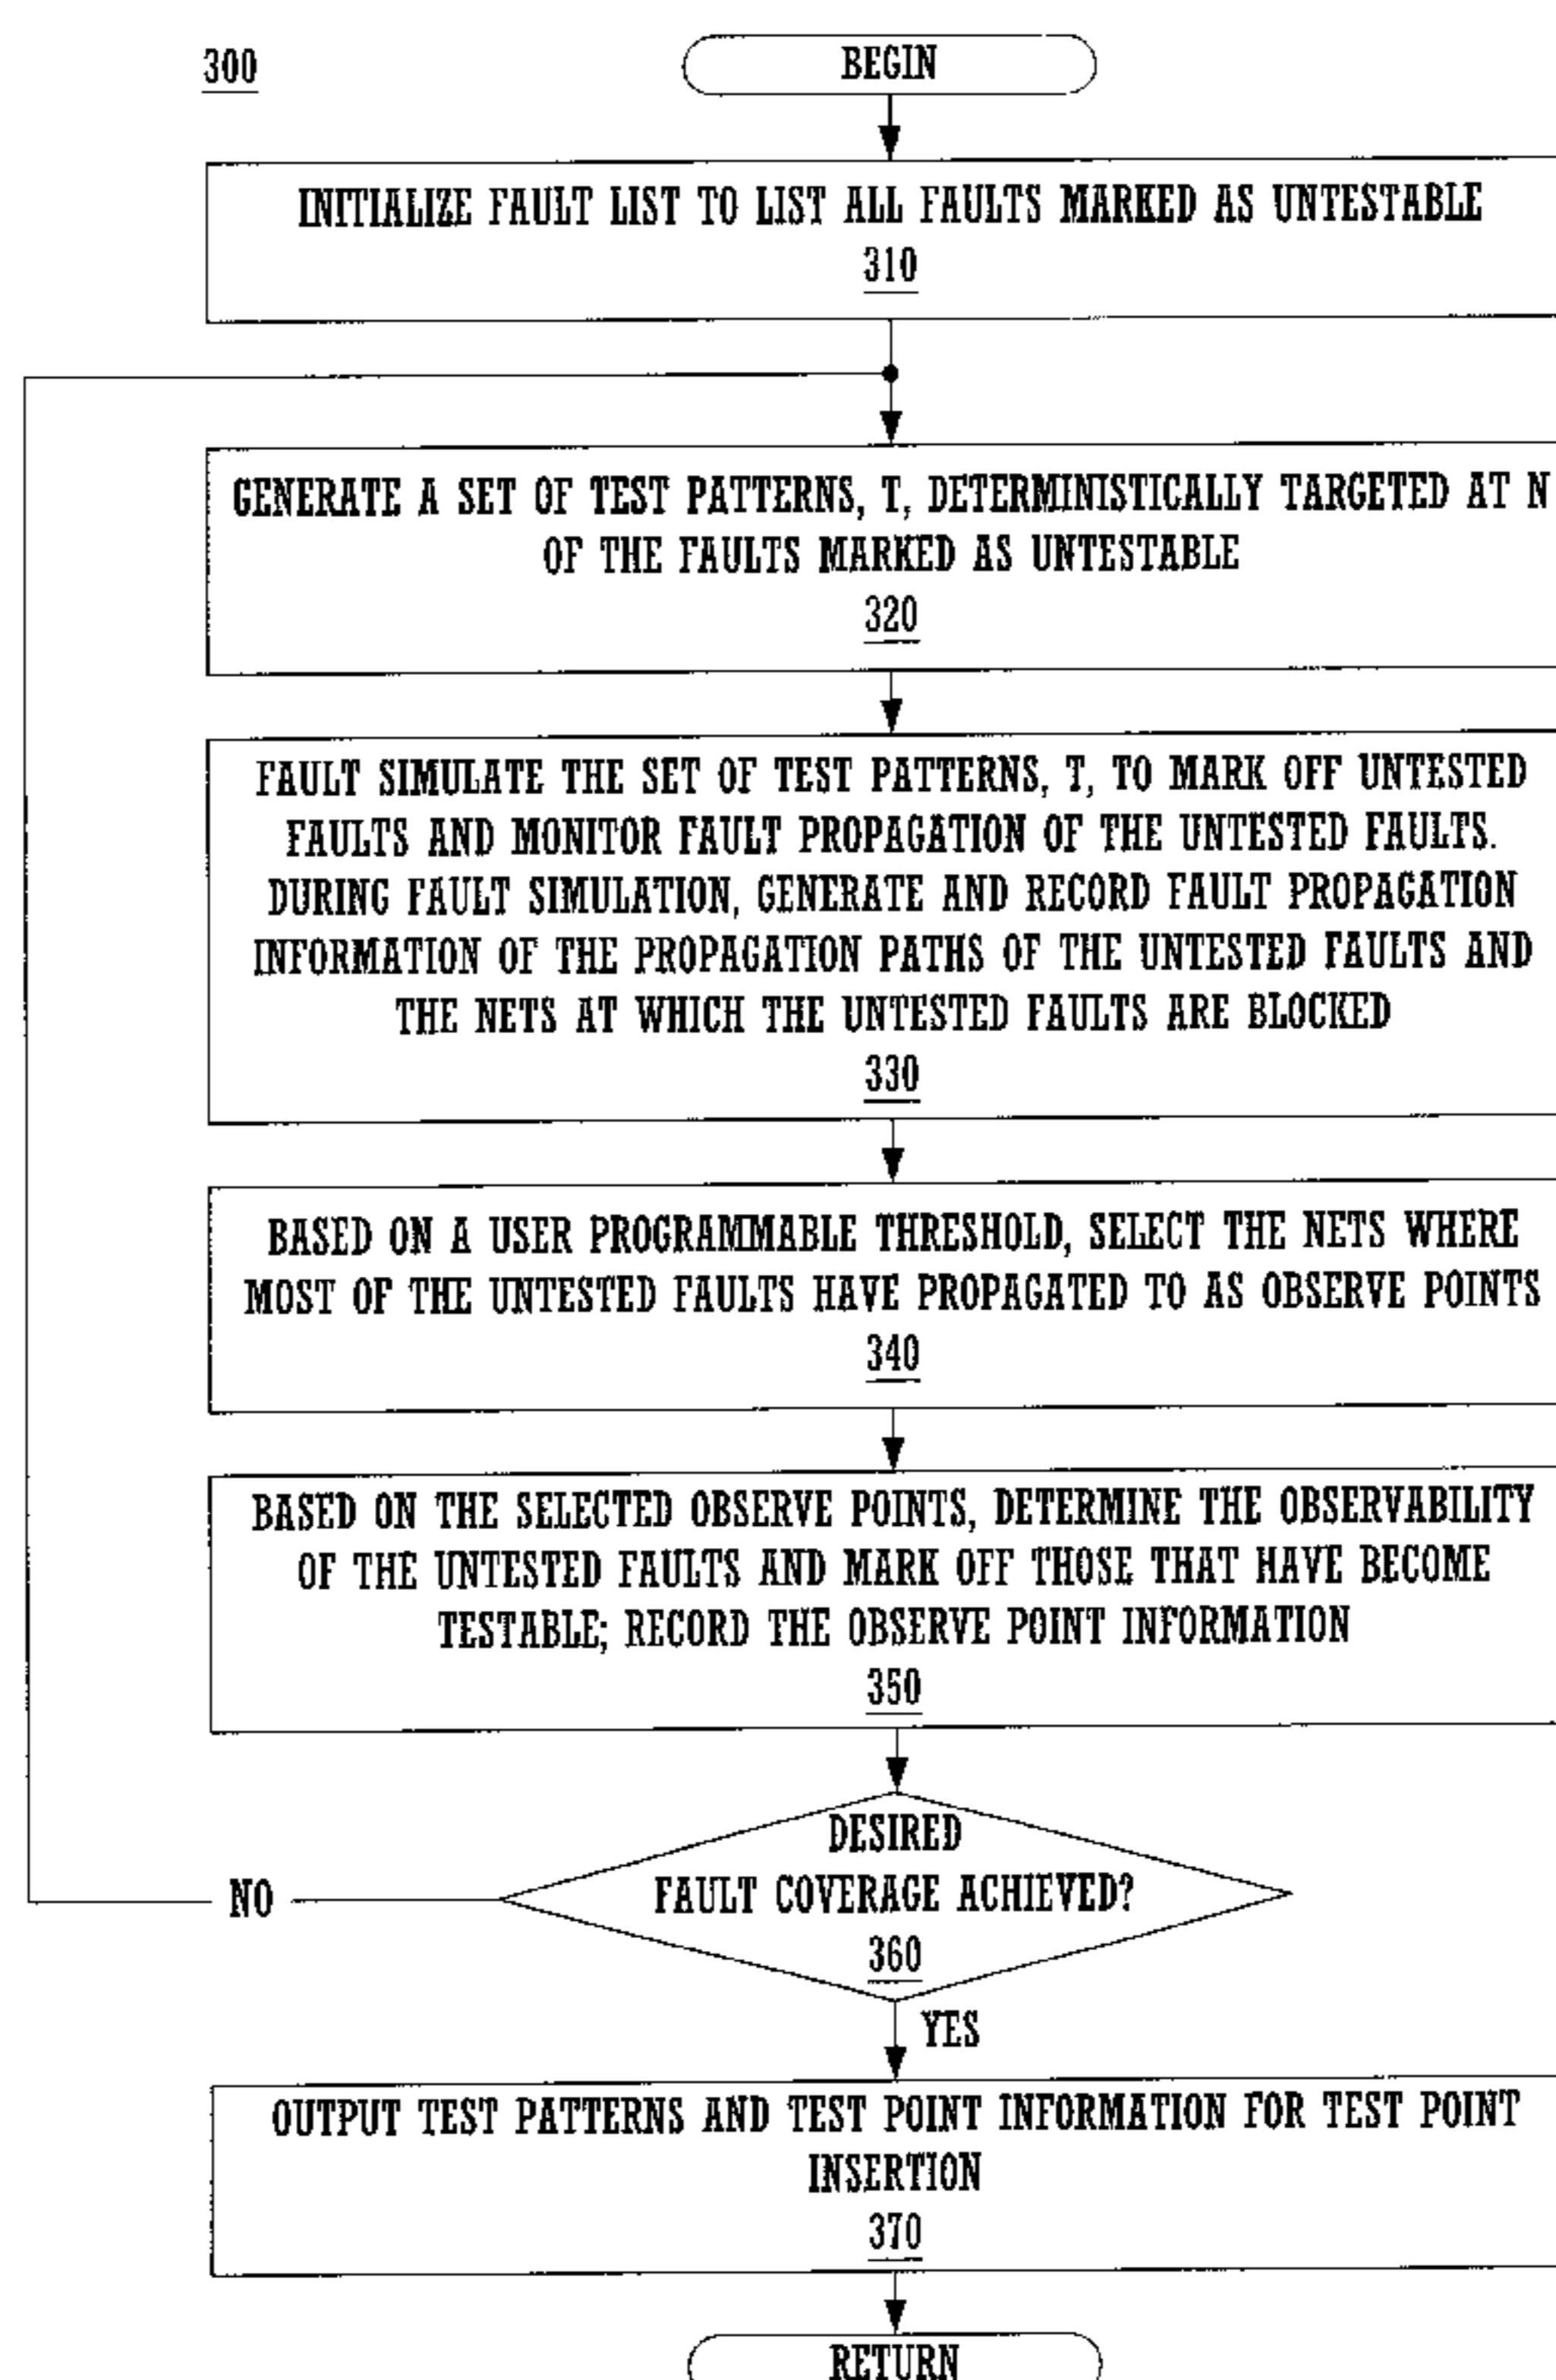 300
BEGIN
INITIALIZE FAULT LIST TO LIST ALL FAULTS MARKED AS UNTESTABLE
310
GENERATE A SET OF TEST PATTERNS, T, DETERMINISTICALLY TARGETED AT N
OF THE FAULTS MARKED AS UNTESTABLE
320
FAULT SIMULATE THE SET OF TEST PATTERNS, T, TO MARK OFF UNTESTED
FAULTS AND MONITOR FAULT PROPAGATION OF THE UNTESTED FAULTS.
DURING FAULT SIMULATION, GENERATE AND RECORD FAULT PROPAGATION
INFORMATION OF THE PROPAGATION PATHS OF THE UNTESTED FAULTS AND
THE NETS AT WHICH THE UNTESTED FAULTS ARE BLOCKED
330
BASED ON A USER PROGRAMMABLE THRESHOLD, SELECT THE NETS WHERE
MOST OF THE UNTESTED FAULTS HAVE PROPAGATED TO AS OBSERVE POINTS
340
BASED ON THE SELECTED OBSERVE POINTS, DETERMINE THE OBSERVABILITY
OF THE UNTESTED FAULTS AND MARK OFF THOSE THAT HAVE BECOME
TESTABLE; RECORD THE OBSERVE POINT INFORMATION
350
DESIRED
FAULT COVERAGE ACHIEVED?
360
NO
YES
OUTPUT TEST PATTERNS AND TEST POINT INFORMATION FOR TEST POINT
INSERTION
370
RETURN